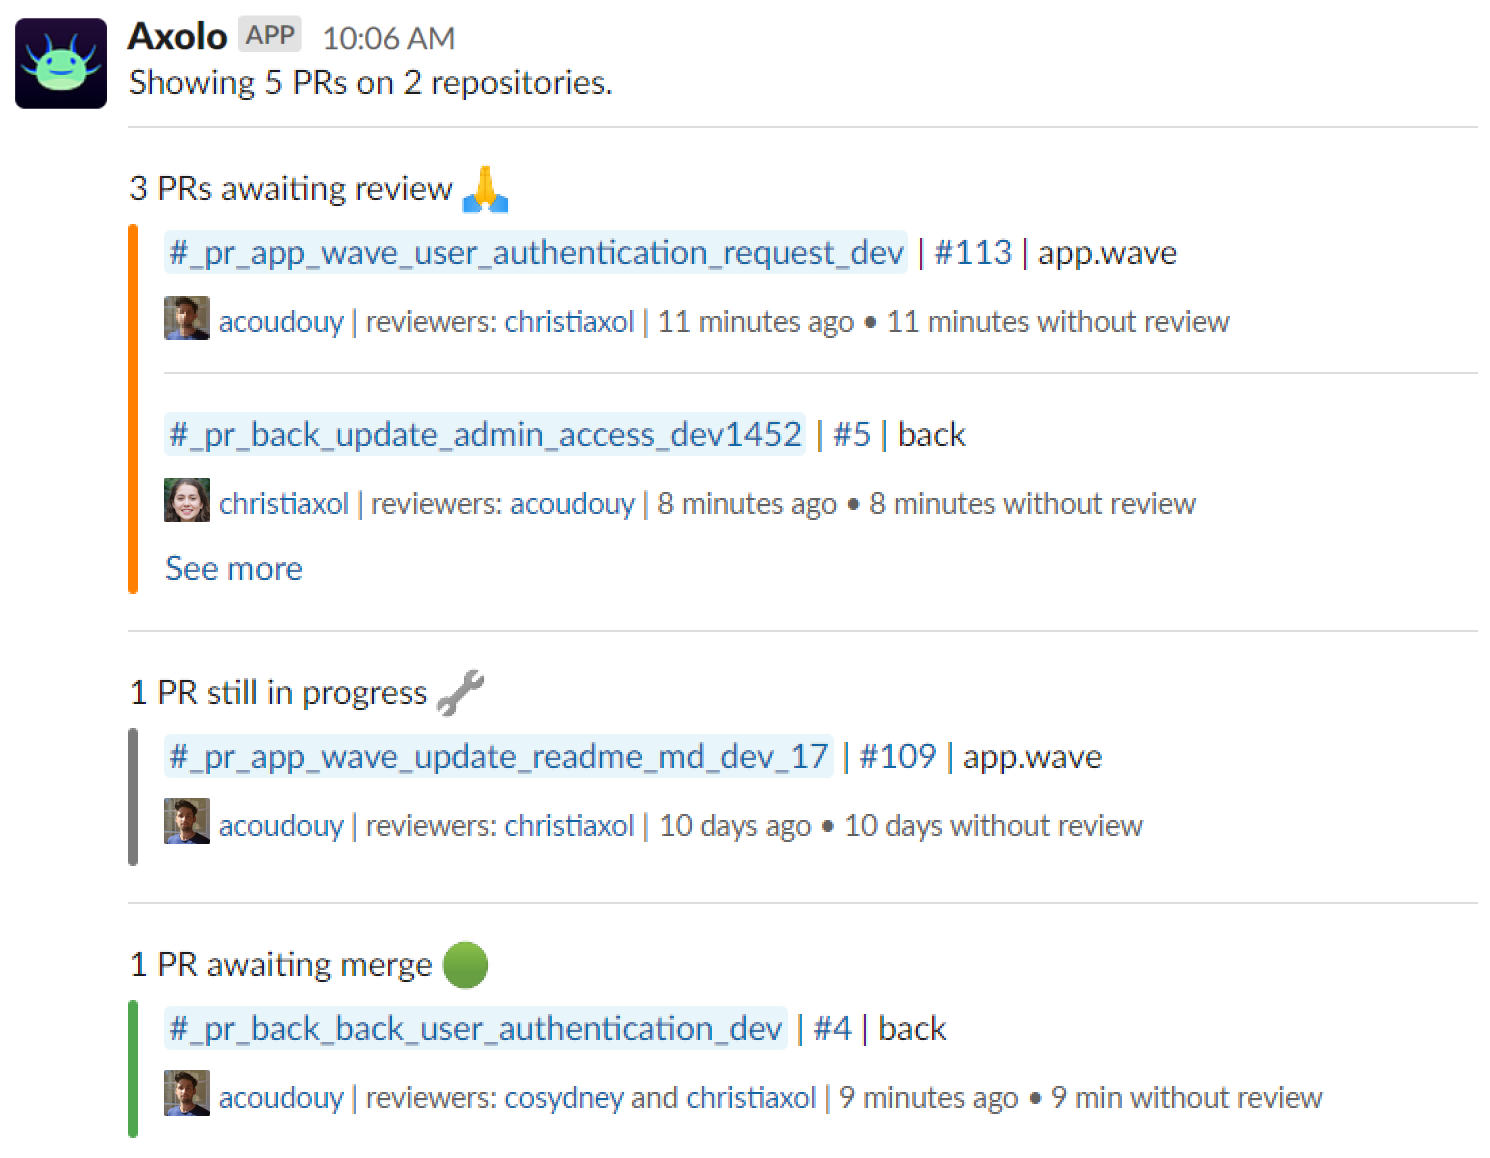 Axolo APP 10:06 AM
Showing 5 PRs on 2 repositories.
3 PRs awaiting review
#_pr_app_wave_user_authentication_request_dev | #113 | app.wave
acoudouy | reviewers: christiaxol | 11 minutes ago • 11 minutes without review
#_pr_back_update_admin_access_dev1452 | #5 | back
christiaxol | reviewers: acoudouy | 8 minutes ago • 8 minutes without review
See more
1 PR still in progress
#_pr_app_wave_update_readme_md_dev_17 | #109 | app.wave
acoudouy | reviewers: christiaxol | 10 days ago • 10 days without review
1 PR awaiting merge
#_pr_back_back_user_authentication_dev | #4 | back
acoudouy | reviewers: cosydney and christiaxol | 9 minutes ago • 9 min without review